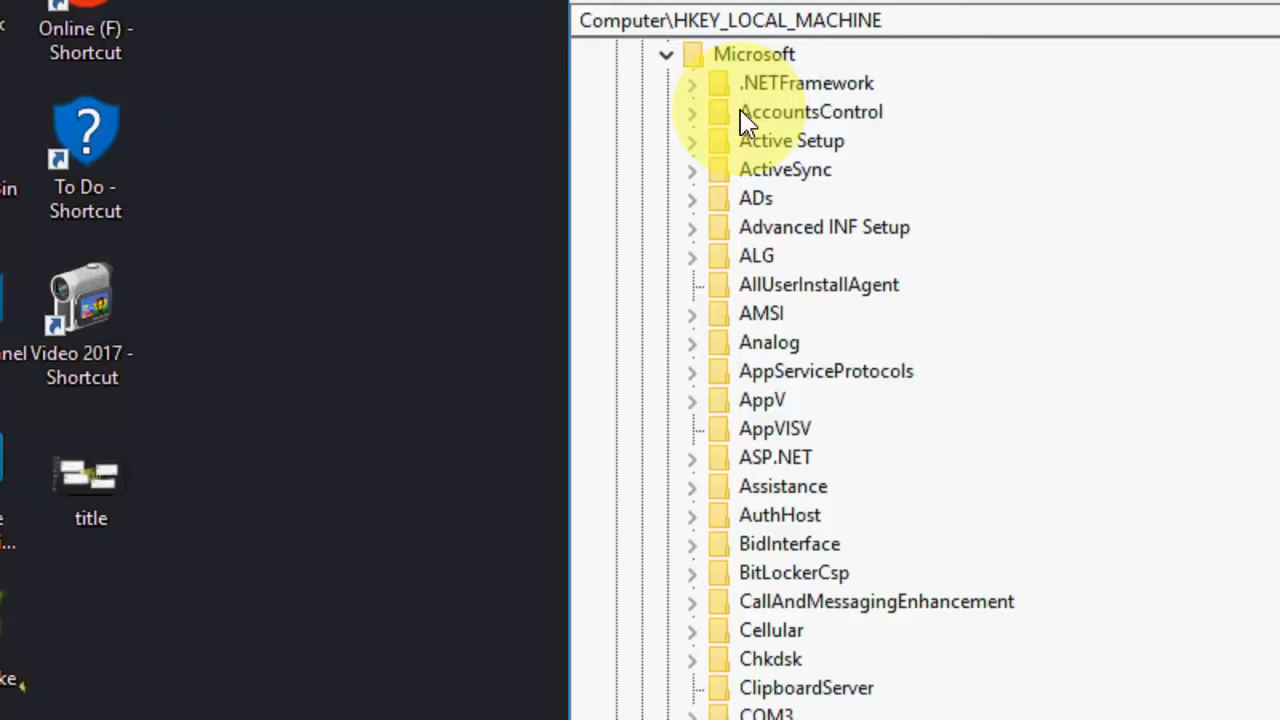 Online (F) -
Shortcut
To Do -
Shortcut
Video 2017 -
Shortcut
title
Computer\HKEY_LOCAL_MACHINE
Microsoft
.NETFramework
AccountsControl
Active Setup
ActiveSync
ADs
Advanced INF Setup
ALG
AllUserInstallAgent
AMSI
Analog
AppServiceProtocols
AppV
AppVISV
ASP.NET
Assistance
AuthHost
BidInterface
BitLockerCsp
CallAndMessagingEnhancement
Cellular
Chkdsk
ClipboardServer
COM3